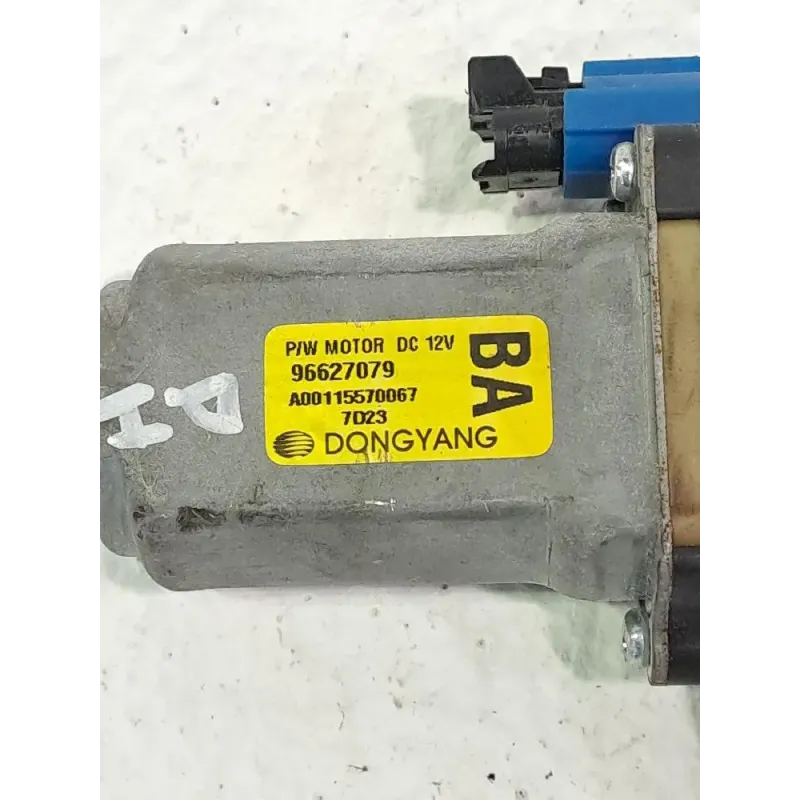 P/W MOTOR DC 12V
96627079
A00115570067
7D23
DONGYANG
BA